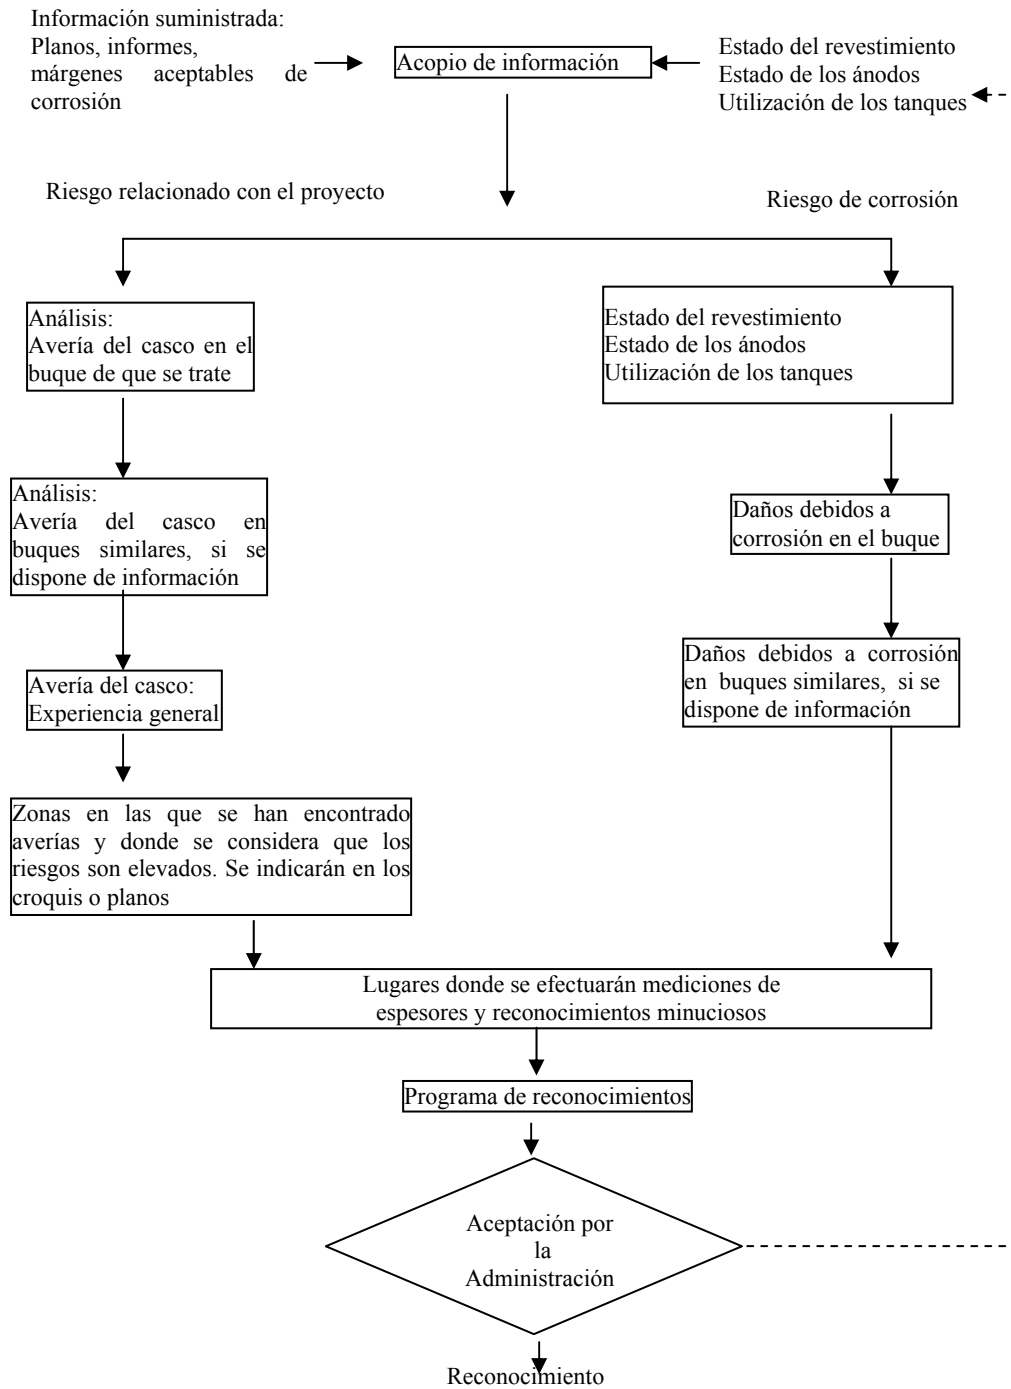 Información suministrada:
Planos, informes,
márgenes aceptables de
corrosión
Acopio de información
Estado del revestimiento
Estado de los ánodos
Utilización de los tanques
Riesgo relacionado con el proyecto
Riesgo de corrosión
Análisis:
Avería del casco en el
buque de que se trate
Estado del revestimiento
Estado de los ánodos
Utilización de los tanques
Análisis:
Avería del casco en
buques similares, si se
dispone de información
Daños debidos a
corrosión en el buque
Avería del casco:
Experiencia general
Daños debidos a corrosión
en buques similares, si se
dispone de información
Zonas en las que se han encontrado
averías y donde se considera que los
riesgos son elevados. Se indicarán en los
croquis o planos
Lugares donde se efectuarán mediciones de
espesores y reconocimientos minuciosos
Programa de reconocimientos
Aceptación por
la
Administración
Reconocimiento